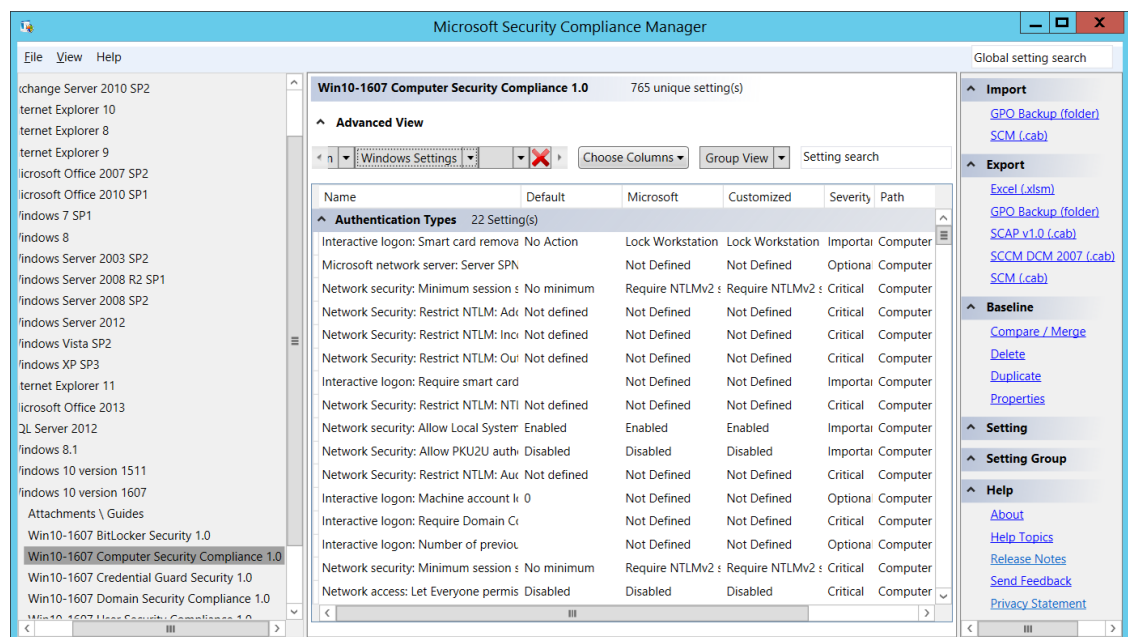 Microsoft Security Compliance Manager
File View Help
Global setting search
change Server 2010 SP2
ternet Explorer 10
ternet Explorer 8
ternet Explorer 9
licrosoft Office 2007 SP2
licrosoft Office 2010 SP1
indows 7 SP1
indows 8
indows Server 2003 SP2
indows Server 2008 R2 SP1
indows Server 2008 SP2
indows Server 2012
indows Vista SP2
indows XP SP3
ternet Explorer 11
licrosoft Office 2013
QL Server 2012
indows 8.1
indows 10 version 1511
indows 10 version 1607
Attachments \ Guides
Win10-1607 BitLocker Security 1.0
Win10-1607 Computer Security Compliance 1.0
Win10-1607 Credential Guard Security 1.0
Win10-1607 Domain Security Compliance 1.0
Win10-1607 User Security Compliance 1.0
Win10-1607 Computer Security Compliance 1.0 765 unique setting(s)
Advanced View
n Windows Settings Choose Columns Group View Setting search
Name Default Microsoft Customized Severity Path
Authentication Types 22 Setting(s)
Interactive logon: Smart card remova No Action Lock Workstation Lock Workstation Importa Computer
Microsoft network server: Server SPN Not Defined Not Defined Optiona Computer
Network security: Minimum session s No minimum Require NTLMv2 s Require NTLMv2 s Critical Computer
Network Security: Restrict NTLM: Adc Not defined Not Defined Not Defined Critical Computer
Network Security: Restrict NTLM: Inc Not defined Not Defined Not Defined Critical Computer
Network Security: Restrict NTLM: Out Not defined Not Defined Not Defined Critical Computer
Interactive logon: Require smart card Not Defined Not Defined Importa Computer
Network Security: Restrict NTLM: NTI Not defined Not Defined Not Defined Critical Computer
Network security: Allow Local System Enabled Enabled Enabled Importa Computer
Network Security: Allow PKU2U authe Disabled Disabled Disabled Importa Computer
Network Security: Restrict NTLM: Auc Not defined Not Defined Not Defined Critical Computer
Interactive logon: Machine account lo 0 Not Defined Not Defined Optiona Computer
Interactive logon: Require Domain Co Not Defined Not Defined Critical Computer
Interactive logon: Number of previou Not Defined Not Defined Optiona Computer
Network security: Minimum session s No minimum Require NTLMv2 s Require NTLMv2 s Critical Computer
Network access: Let Everyone permis Disabled Disabled Disabled Critical Computer
Import
GPO Backup (folder)
SCM (.cab)
Export
Excel (.xlsm)
GPO Backup (folder)
SCAP v1.0 (.cab)
SCCM DCM 2007 (.cab)
SCM (.cab)
Baseline
Compare / Merge
Delete
Duplicate
Properties
Setting
Setting Group
Help
About
Help Topics
Release Notes
Send Feedback
Privacy Statement